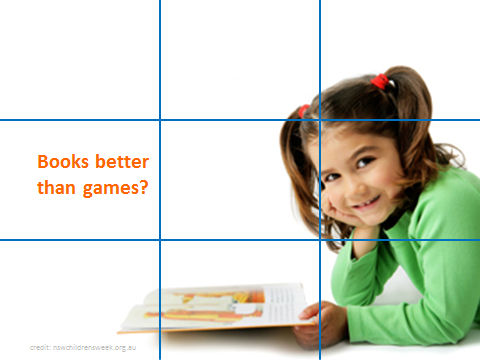 Books better
than games?
credit: nswchildrensweek.org.au